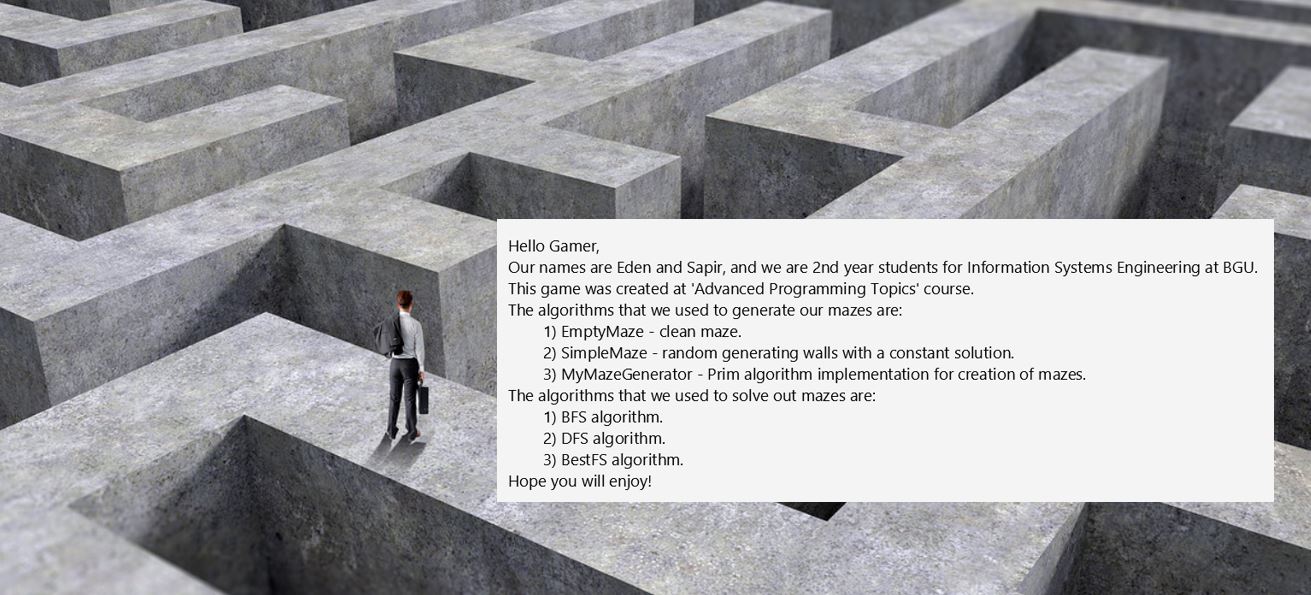 Hello Gamer,
Our names are Eden and Sapir, and we are 2nd year students for Information Systems Engineering at BGU.
This game was created at 'Advanced Programming Topics' course.
The algorithms that we used to generate our mazes are:
1) EmptyMaze - clean maze.
2) SimpleMaze - random generating walls with a constant solution.
3) MyMazeGenerator - Prim algorithm implementation for creation of mazes.
The algorithms that we used to solve out mazes are:
1) BFS algorithm.
2) DFS algorithm.
3) BestFS algorithm.
Hope you will enjoy!